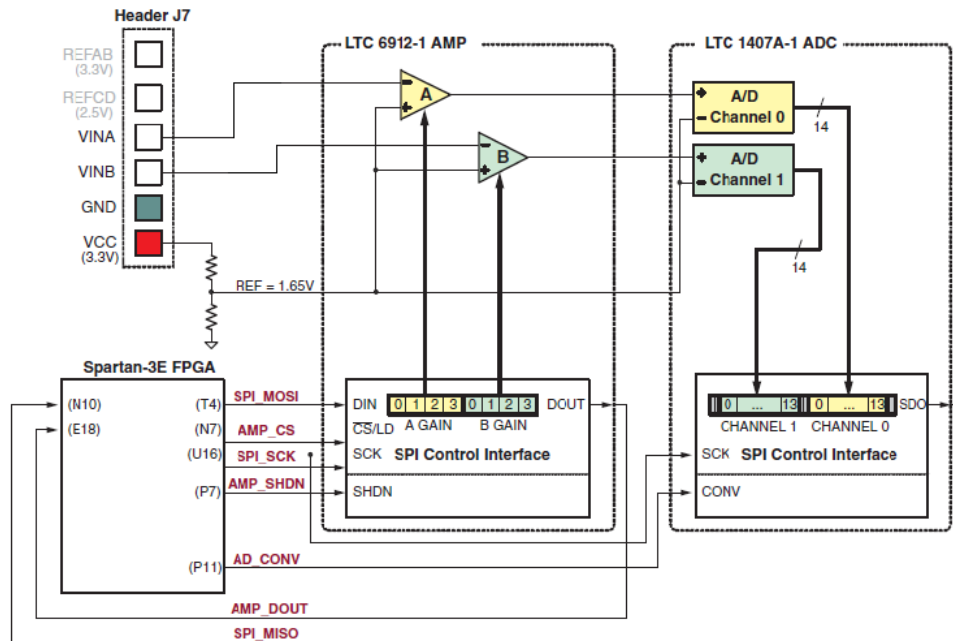 Header J7
REFAB
(3.3V)
REFCD
(2.5V)
VINA
VINB
GND
VCC
(3.3V)
REF = 1.65V
LTC 6912-1 AMP
A
B
LTC 1407A-1 ADC
A/D
Channel 0
14
A/D
Channel 1
14
Spartan-3E FPGA
(N10)
(E18)
(T4)
(N7)
(U16)
(P7)
(P11)
SPI_MOSI
AMP_CS
SPI_SCK
AMP_SHDN
AD_CONV
AMP_DOUT
SPI_MISO
DIN
0 1 2 3 0 1 2 3
DOUT
CS/LD
A GAIN
B GAIN
SCK
SPI Control Interface
SHDN
0 ... 13 0 ... 13
SDO
CHANNEL 1
CHANNEL 0
SCK
SPI Control Interface
CONV